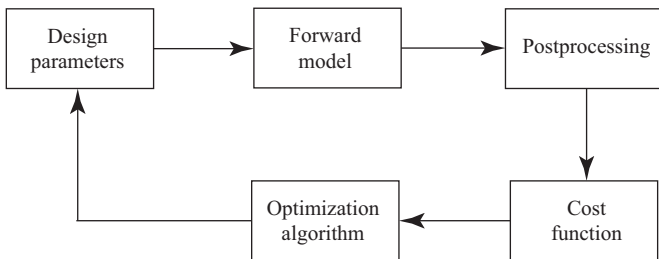 Design
parameters
Forward
model
Postprocessing
Optimization
algorithm
Cost
function